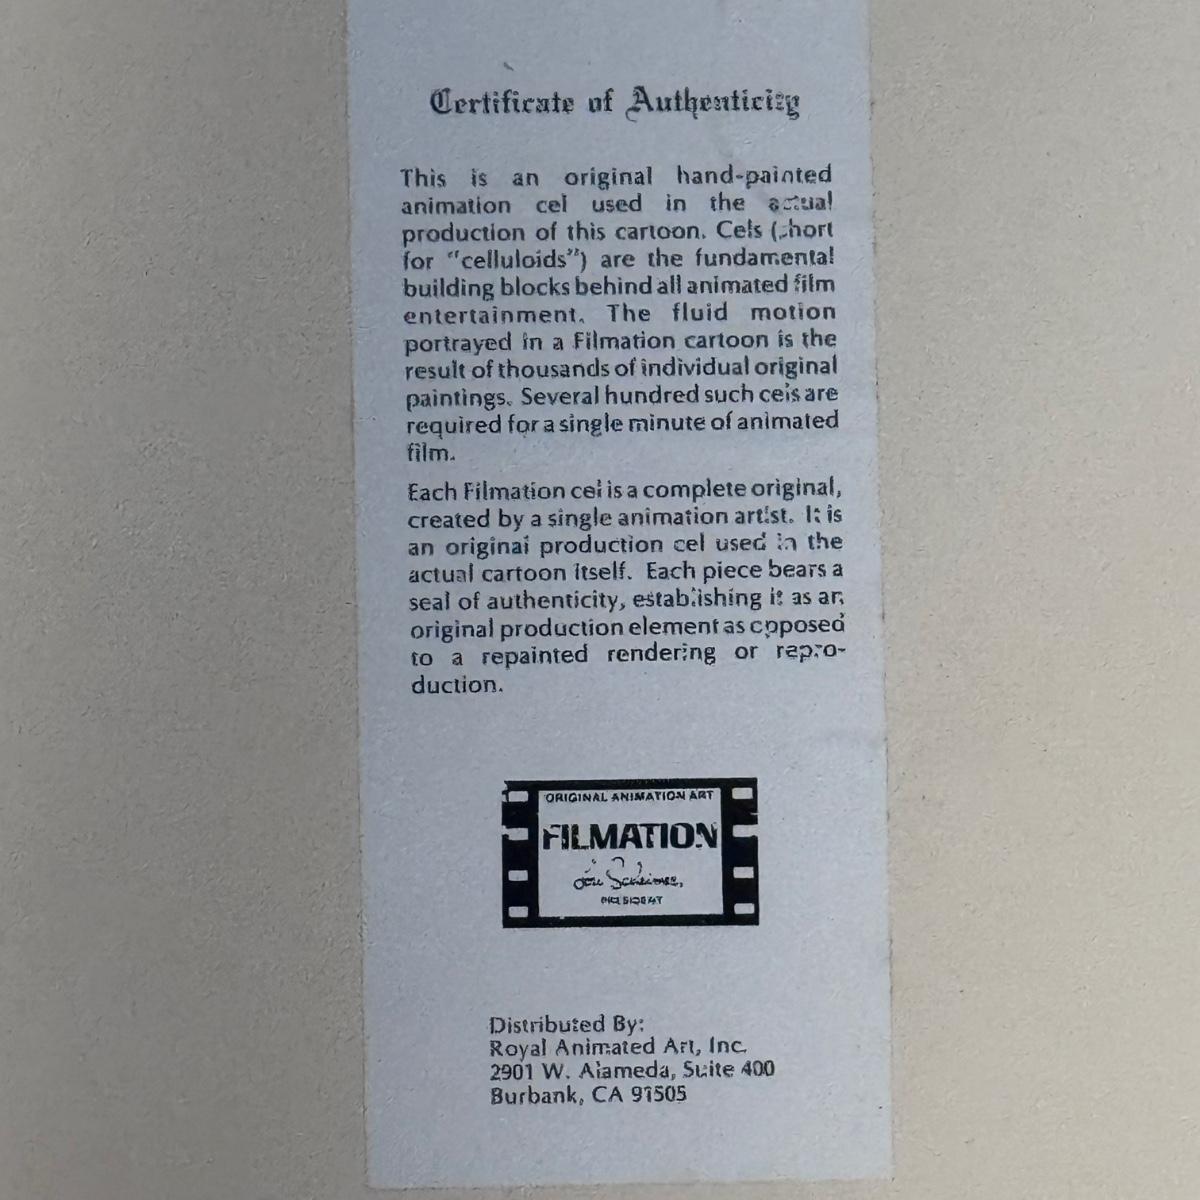 Certificate of Authenticity
This is an original hand-painted
animation cel used in the actual
production of this cartoon. Cels (short
for "celluloids") are the fundamental
building blocks behind all animated film
entertainment. The fluid motion
portrayed in a Filmation cartoon is the
result of thousands of individual original
paintings. Several hundred such cels are
required for a single minute of animated
film.
Each Filmation cel is a complete original,
created by a single animation artist. It is
an original production cel used in the
actual cartoon itself. Each piece bears a
seal of authenticity, establishing it as an
original production element as opposed
to a repainted rendering or repro-
duction.
ORIGINAL ANIMATION ART
FILMATION
Lou Scheimer,
PRESIDENT
Distributed By:
Royal Animated Art, Inc.
2901 W. Alameda, Suite 400
Burbank, CA 91505